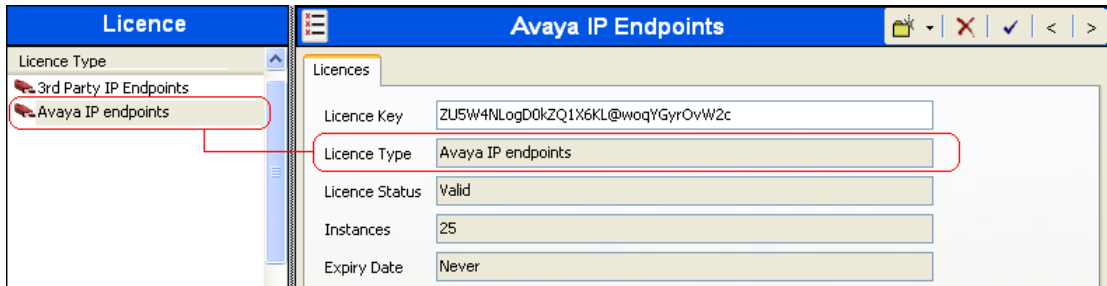 Licence
Avaya IP Endpoints
Licence Type
3rd Party IP Endpoints
Avaya IP endpoints
Licences
Licence Key ZU5W4NLogD0kZQ1X6KL@woqYGyrOvW2c
Licence Type Avaya IP endpoints
Licence Status Valid
Instances 25
Expiry Date Never